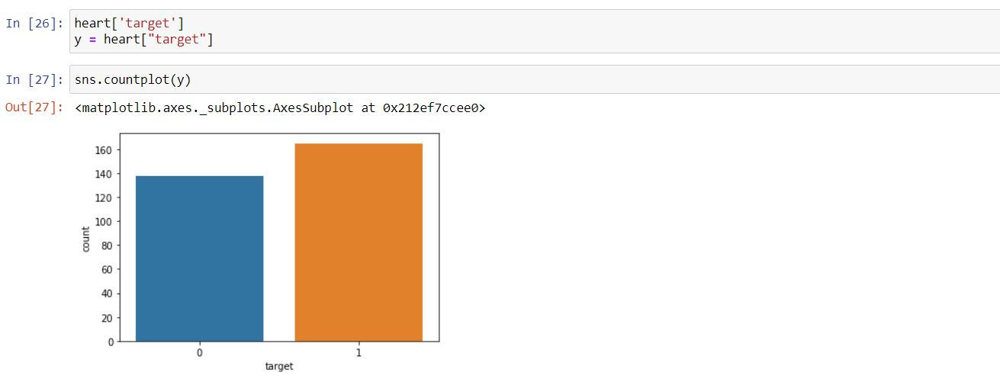 In [26]: heart['target']
y = heart["target"]
In [27]: sns.countplot(y)
Out[27]: <matplotlib.axes._subplots.AxesSubplot at 0x212ef7ccee0>
160
140
120
100
80
60
40
20
0
count
0 1
target